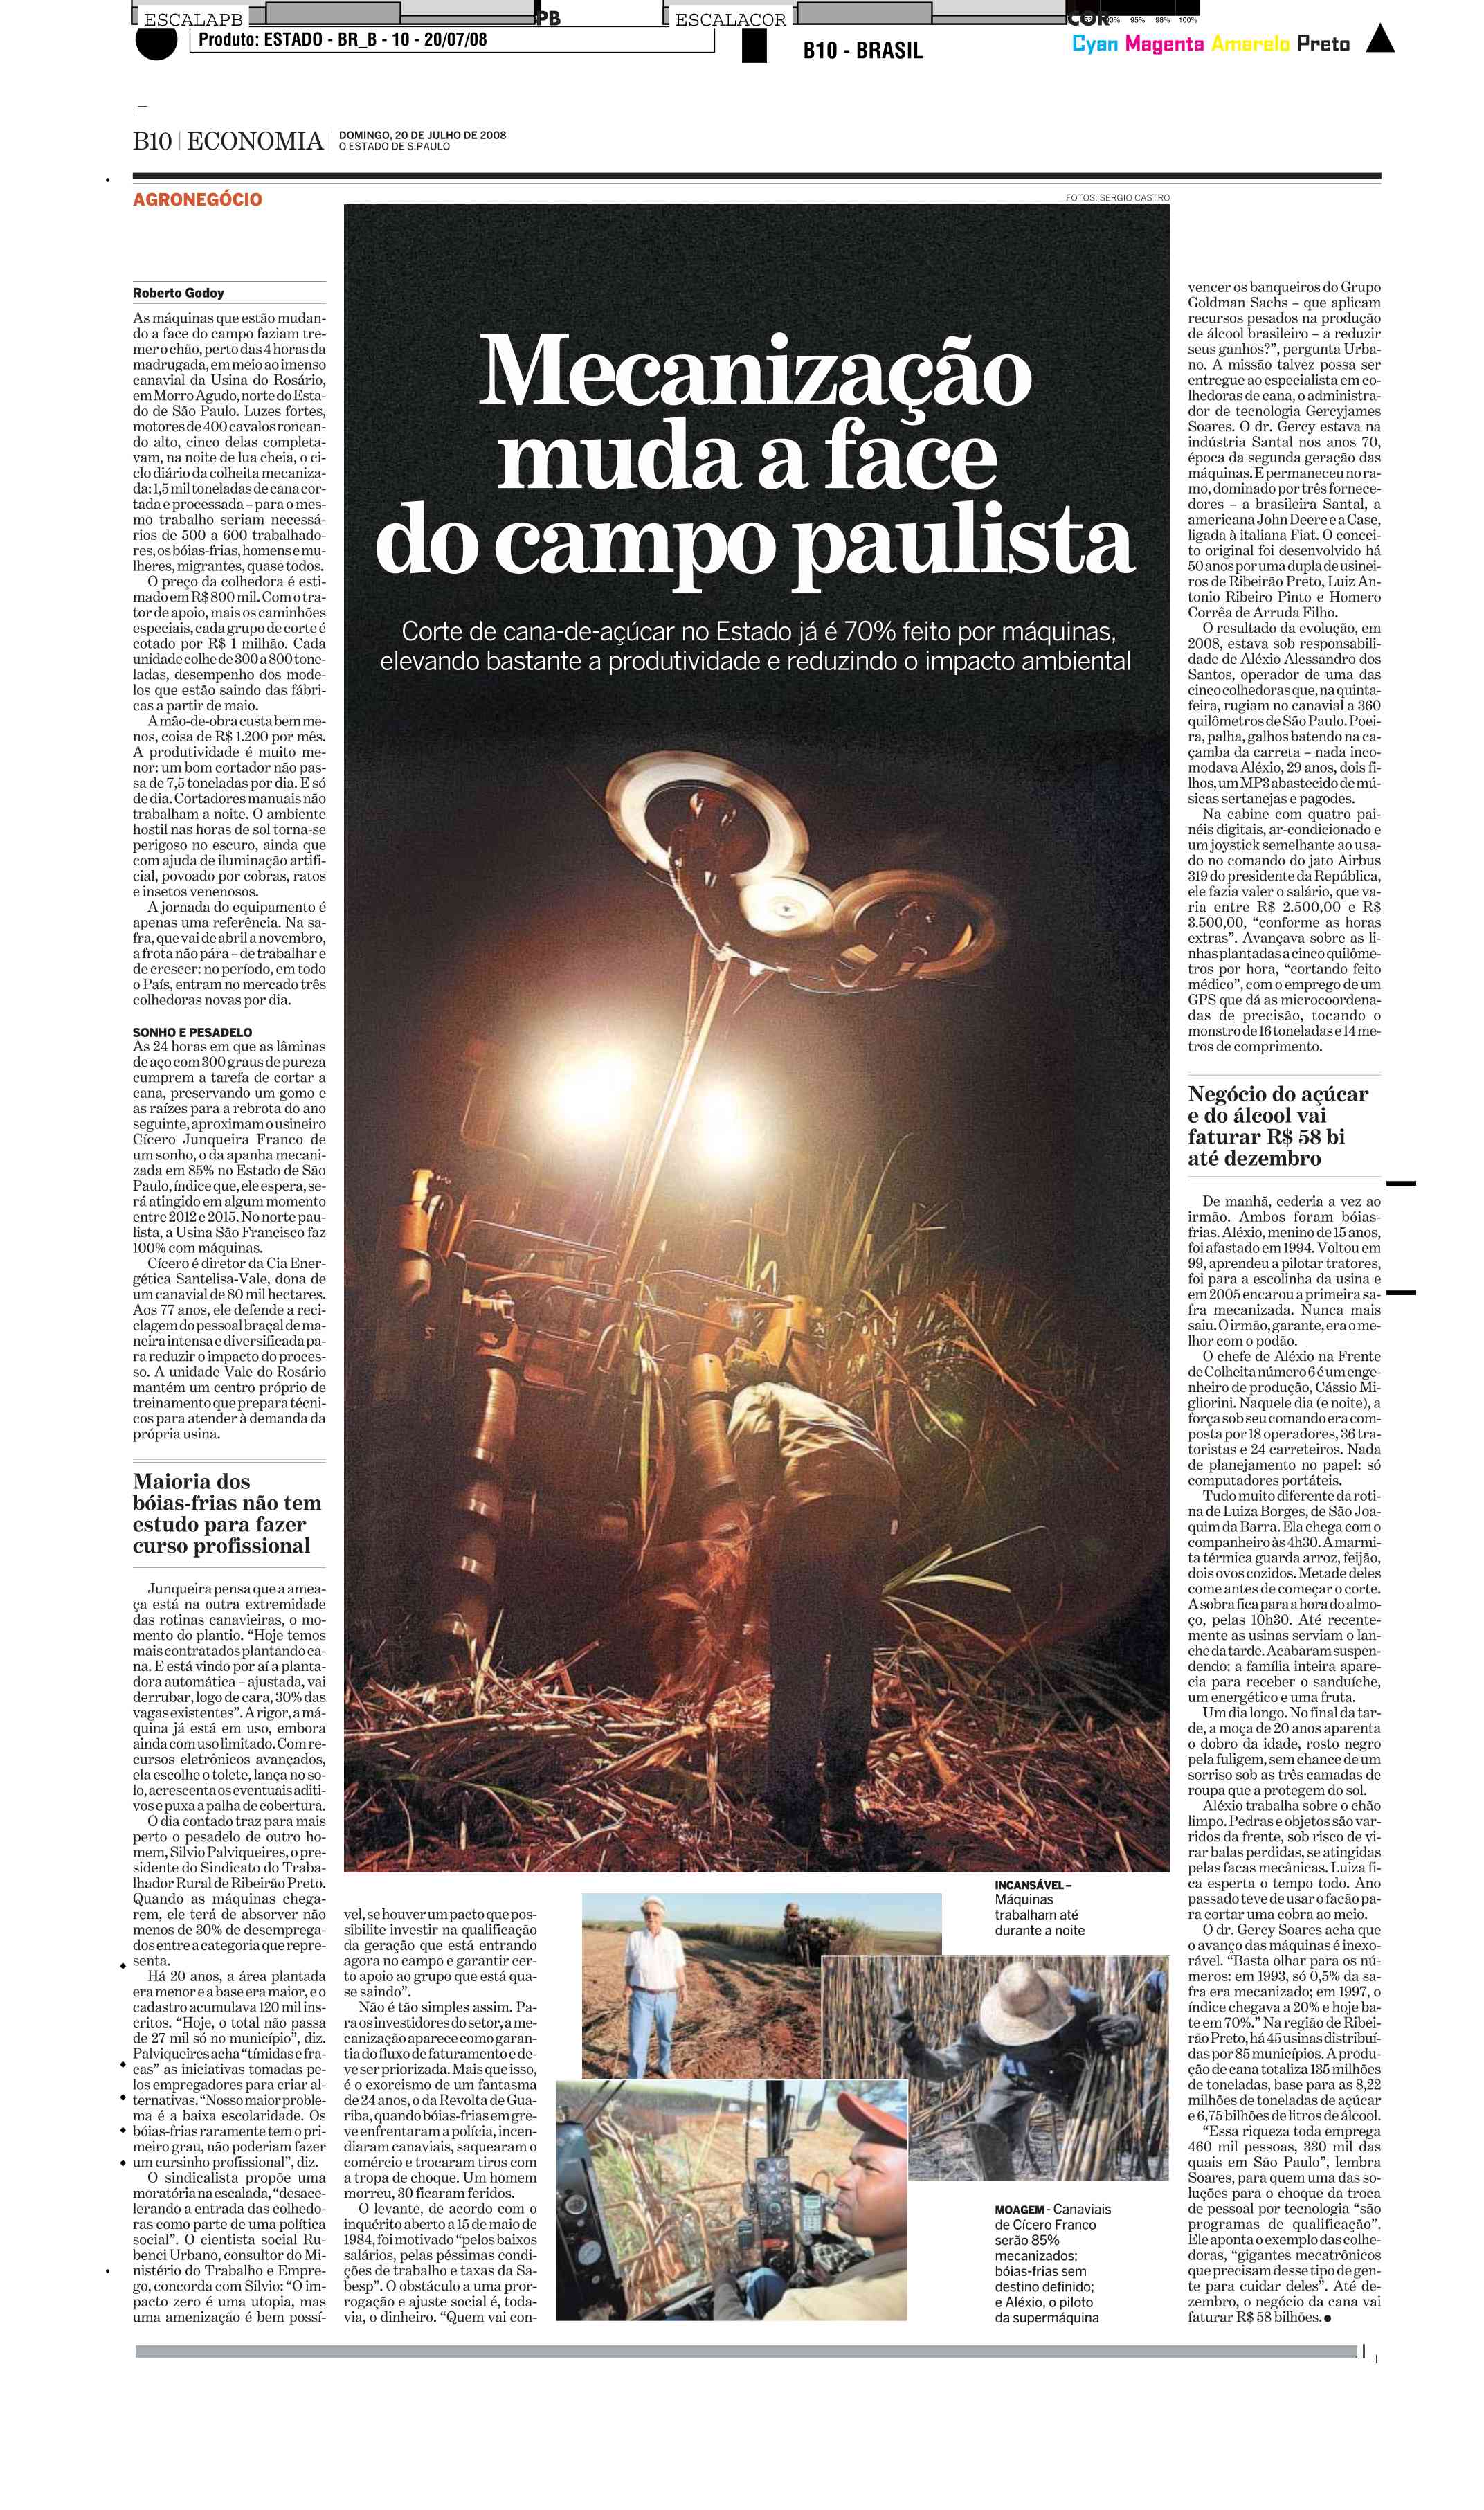 ESCALAPB
PB
ESCALACOR
COR
95% 98% 100%
Produto: ESTADO - BR_B - 10 - 20/07/08
B10 - BRASIL
Cyan Magenta Amarelo Preto
B10 | ECONOMIA
DOMINGO, 20 DE JULHO DE 2008
O ESTADO DE S.PAULO
AGRONEGÓCIO
FOTOS: SERGIO CASTRO
Mecanização
muda a face
do campo paulista
Corte de cana-de-açúcar no Estado já é 70% feito por máquinas,
elevando bastante a produtividade e reduzindo o impacto ambiental
Roberto Godoy
As máquinas que estão mudan-
do a face do campo faziam tre-
mer o chão, perto das 4 horas da
madrugada, em meio ao imenso
canavial da Usina do Rosário,
em Morro Agudo, norte do Esta-
do de São Paulo. Luzes fortes,
motores de 400 cavalos roncan-
do alto, cinco delas completa-
vam, na noite de lua cheia, o ci-
clo diário da colheita mecaniza-
da: 1,5 mil toneladas de cana cor-
tada e processada – para o mes-
mo trabalho seriam necessá-
rios de 500 a 600 trabalhado-
res, os bóias-frias, homens e mu-
lheres, migrantes, quase todos.
O preço da colhedora é esti-
mado em R$ 800 mil. Com o tra-
tor de apoio, mais os caminhões
especiais, cada grupo de corte é
cotado por R$ 1 milhão. Cada
unidade colhe de 300 a 800 tone-
ladas, desempenho dos mode-
los que estão saindo das fábri-
cas a partir de maio.
A mão-de-obra custa bem me-
nos, coisa de R$ 1.200 por mês.
A produtividade é muito me-
nor: um bom cortador não pas-
sa de 7,5 toneladas por dia. E só
de dia. Cortadores manuais não
trabalham a noite. O ambiente
hostil nas horas de sol torna-se
perigoso no escuro, ainda que
com ajuda de iluminação artifi-
cial, povoado por cobras, ratos
e insetos venenosos.
A jornada do equipamento é
apenas uma referência. Na sa-
fra, que vai de abril a novembro,
a frota não pára – de trabalhar e
de crescer: no período, em todo
o País, entram no mercado três
colhedoras novas por dia.
SONHO E PESADELO
As 24 horas em que as lâminas
de aço com 300 graus de pureza
cumprem a tarefa de cortar a
cana, preservando um gomo e
as raízes para a rebrota do ano
seguinte, aproximam o usineiro
Cícero Junqueira Franco de
um sonho, o da apanha mecani-
zada em 85% no Estado de São
Paulo, índice que, ele espera, se-
rá atingido em algum momento
entre 2012 e 2015. No norte pau-
lista, a Usina São Francisco faz
100% com máquinas.
Cícero é diretor da Cia Ener-
gética Santelisa-Vale, dona de
um canavial de 80 mil hectares.
Aos 77 anos, ele defende a reci-
clagem do pessoal braçal de ma-
neira intensa e diversificada pa-
ra reduzir o impacto do proces-
so. A unidade Vale do Rosário
mantém um centro próprio de
treinamento que prepara técni-
cos para atender à demanda da
própria usina.
Maioria dos
bóias-frias não tem
estudo para fazer
curso profissional
Junqueira pensa que a amea-
ça está na outra extremidade
das rotinas canavieiras, o mo-
mento do plantio. “Hoje temos
mais contratados plantando ca-
na. E está vindo por aí a planta-
dora automática – ajustada, vai
derrubar, logo de cara, 30% das
vagas existentes”. A rigor, a má-
quina já está em uso, embora
ainda com uso limitado. Com re-
cursos eletrônicos avançados,
ela escolhe o tolete, lança no so-
lo, acrescenta os eventuais aditi-
vos e puxa a palha de cobertura.
O dia contado traz para mais
perto o pesadelo de outro ho-
mem, Silvio Palviqueires, o pre-
sidente do Sindicato do Traba-
lhador Rural de Ribeirão Preto.
Quando as máquinas chega-
rem, ele terá de absorver não
menos de 30% de desemprega-
dos entre a categoria que repre-
senta.
Há 20 anos, a área plantada
era menor e a base era maior, e o
cadastro acumulava 120 mil ins-
critos. “Hoje, o total não passa
de 27 mil só no município”, diz.
Palviqueires acha “tímidas e fra-
cas” as iniciativas tomadas pe-
los empregadores para criar al-
ternativas. “Nosso maior proble-
ma é a baixa escolaridade. Os
bóias-frias raramente tem o pri-
meiro grau, não poderiam fazer
um cursinho profissional”, diz.
O sindicalista propõe uma
moratória na escalada, “desace-
lerando a entrada das colhedo-
ras como parte de uma política
social”. O cientista social Ru-
benci Urbano, consultor do Mi-
nistério do Trabalho e Empre-
go, concorda com Silvio: “O im-
pacto zero é uma utopia, mas
uma amenização é bem possí-
vel, se houver um pacto que pos-
sibilite investir na qualificação
da geração que está entrando
agora no campo e garantir cer-
to apoio ao grupo que está qua-
se saindo”.
Não é tão simples assim. Pa-
ra os investidores do setor, a me-
canização aparece como garan-
tia do fluxo de faturamento e de-
ve ser priorizada. Mais que isso,
é o exorcismo de um fantasma
de 24 anos, o da Revolta de Gua-
riba, quando bóias-frias em gre-
ve enfrentaram a polícia, incen-
diaram canaviais, saquearam o
comércio e trocaram tiros com
a tropa de choque. Um homem
morreu, 30 ficaram feridos.
O levante, de acordo com o
inquérito aberto a 15 de maio de
1984, foi motivado “pelos baixos
salários, pelas péssimas condi-
ções de trabalho e taxas da Sa-
besp”. O obstáculo a uma pror-
rogação e ajuste social é, toda-
via, o dinheiro. “Quem vai con-
INCANSÁVEL –
Máquinas
trabalham até
durante a noite
MOAGEM - Canaviais
de Cícero Franco
serão 85%
mecanizados;
bóias-frias sem
destino definido;
e Aléxio, o piloto
da supermáquina
vencer os banqueiros do Grupo
Goldman Sachs – que aplicam
recursos pesados na produção
de álcool brasileiro – a reduzir
seus ganhos?”, pergunta Urba-
no. A missão talvez possa ser
entregue ao especialista em co-
lhedoras de cana, o administra-
dor de tecnologia Gercyjames
Soares. O dr. Gercy estava na
indústria Santal nos anos 70,
época da segunda geração das
máquinas. E permaneceu no ra-
mo, dominado por três fornece-
dores – a brasileira Santal, a
americana John Deere e a Case,
ligada à italiana Fiat. O concei-
to original foi desenvolvido há
50 anos por uma dupla de usinei-
ros de Ribeirão Preto, Luiz An-
tonio Ribeiro Pinto e Homero
Corrêa de Arruda Filho.
O resultado da evolução, em
2008, estava sob responsabili-
dade de Aléxio Alessandro dos
Santos, operador de uma das
cinco colhedoras que, na quinta-
feira, rugiam no canavial a 360
quilômetros de São Paulo. Poei-
ra, palha, galhos batendo na ca-
çamba da carreta – nada inco-
modava Aléxio, 29 anos, dois fi-
lhos, um MP3 abastecido de mú-
sicas sertanejas e pagodes.
Na cabine com quatro pai-
néis digitais, ar-condicionado e
um joystick semelhante ao usa-
do no comando do jato Airbus
319 do presidente da República,
ele fazia valer o salário, que va-
ria entre R$ 2.500,00 e R$
3.500,00, “conforme as horas
extras”. Avançava sobre as li-
nhas plantadas a cinco quilôme-
tros por hora, “cortando feito
médico”, com o emprego de um
GPS que dá as microcoordena-
das de precisão, tocando o
monstro de 16 toneladas e 14 me-
tros de comprimento.
Negócio do açúcar
e do álcool vai
faturar R$ 58 bi
até dezembro
De manhã, cederia a vez ao
irmão. Ambos foram bóias-
frias. Aléxio, menino de 15 anos,
foi afastado em 1994. Voltou em
99, aprendeu a pilotar tratores,
foi para a escolinha da usina e
em 2005 encarou a primeira sa-
fra mecanizada. Nunca mais
saiu. O irmão, garante, era o me-
lhor com o podão.
O chefe de Aléxio na Frente
de Colheita número 6 é um enge-
nheiro de produção, Cássio Mi-
gliorini. Naquele dia (e noite), a
força sob seu comando era com-
posta por 18 operadores, 36 tra-
toristas e 24 carreteiros. Nada
de planejamento no papel: só
computadores portáteis.
Tudo muito diferente da roti-
na de Luiza Borges, de São Joa-
quim da Barra. Ela chega com o
companheiro às 4h30. A marmi-
ta térmica guarda arroz, feijão,
dois ovos cozidos. Metade deles
come antes de começar o corte.
A sobra fica para a hora do almo-
ço, pelas 10h30. Até recente-
mente as usinas serviam o lan-
che da tarde. Acabaram suspen-
dendo: a família inteira apare-
cia para receber o sanduíche,
um energético e uma fruta.
Um dia longo. No final da tar-
de, a moça de 20 anos aparenta
o dobro da idade, rosto negro
pela fuligem, sem chance de um
sorriso sob as três camadas de
roupa que a protegem do sol.
Aléxio trabalha sobre o chão
limpo. Pedras e objetos são var-
ridos da frente, sob risco de vi-
rar balas perdidas, se atingidas
pelas facas mecânicas. Luiza fi-
ca esperta o tempo todo. Ano
passado teve de usar o facão pa-
ra cortar uma cobra ao meio.
O dr. Gercy Soares acha que
o avanço das máquinas é inexo-
rável. “Basta olhar para os nú-
meros: em 1993, só 0,5% da sa-
fra era mecanizado; em 1997, o
índice chegava a 20% e hoje ba-
te em 70%.” Na região de Ribei-
rão Preto, há 45 usinas distribuí-
das por 85 municípios. A produ-
ção de cana totaliza 135 milhões
de toneladas, base para as 8,22
milhões de toneladas de açúcar
e 6,75 bilhões de litros de álcool.
“Essa riqueza toda emprega
460 mil pessoas, 330 mil das
quais em São Paulo”, lembra
Soares, para quem uma das so-
luções para o choque da troca
de pessoal por tecnologia “são
programas de qualificação”.
Ele aponta o exemplo das colhe-
doras, “gigantes mecatrônicos
que precisam desse tipo de gen-
te para cuidar deles”. Até de-
zembro, o negócio da cana vai
faturar R$ 58 bilhões. ●